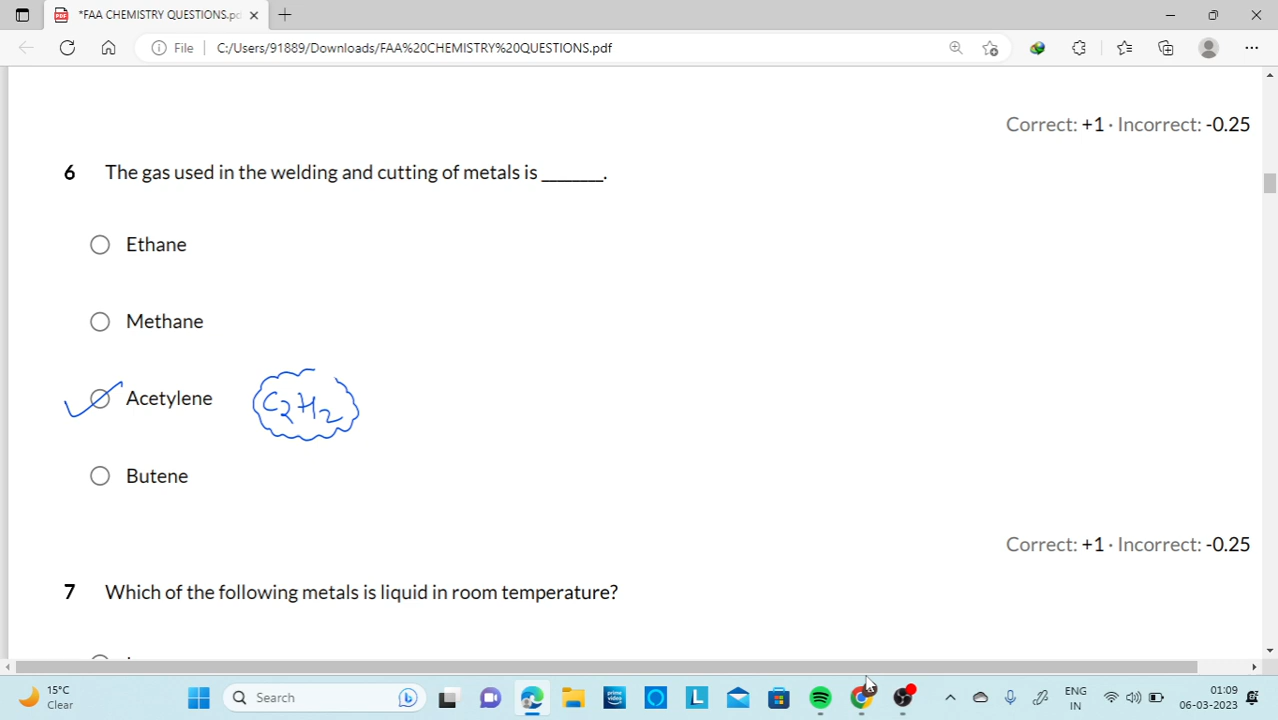 *FAA CHEMISTRY QUESTIONS.pd
File
C:/Users/91889/Downloads/FAA%20CHEMISTRY%20QUESTIONS.pdf
Correct: +1 · Incorrect: -0.25
6 The gas used in the welding and cutting of metals is ________.
Ethane
Methane
Acetylene C2H2
Butene
Correct: +1 · Incorrect: -0.25
7 Which of the following metals is liquid in room temperature?
15°C
Clear
Search
prime video
L
ENG
IN
01:09
06-03-2023